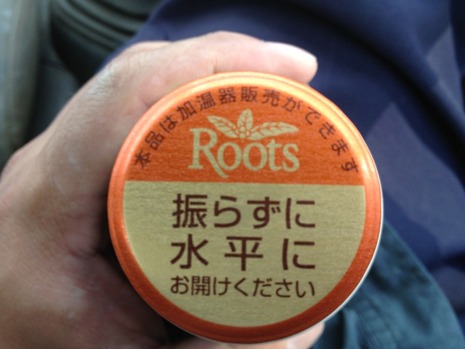 本品は加温器販売ができます
Roots
振らずに
水平に
お開けください